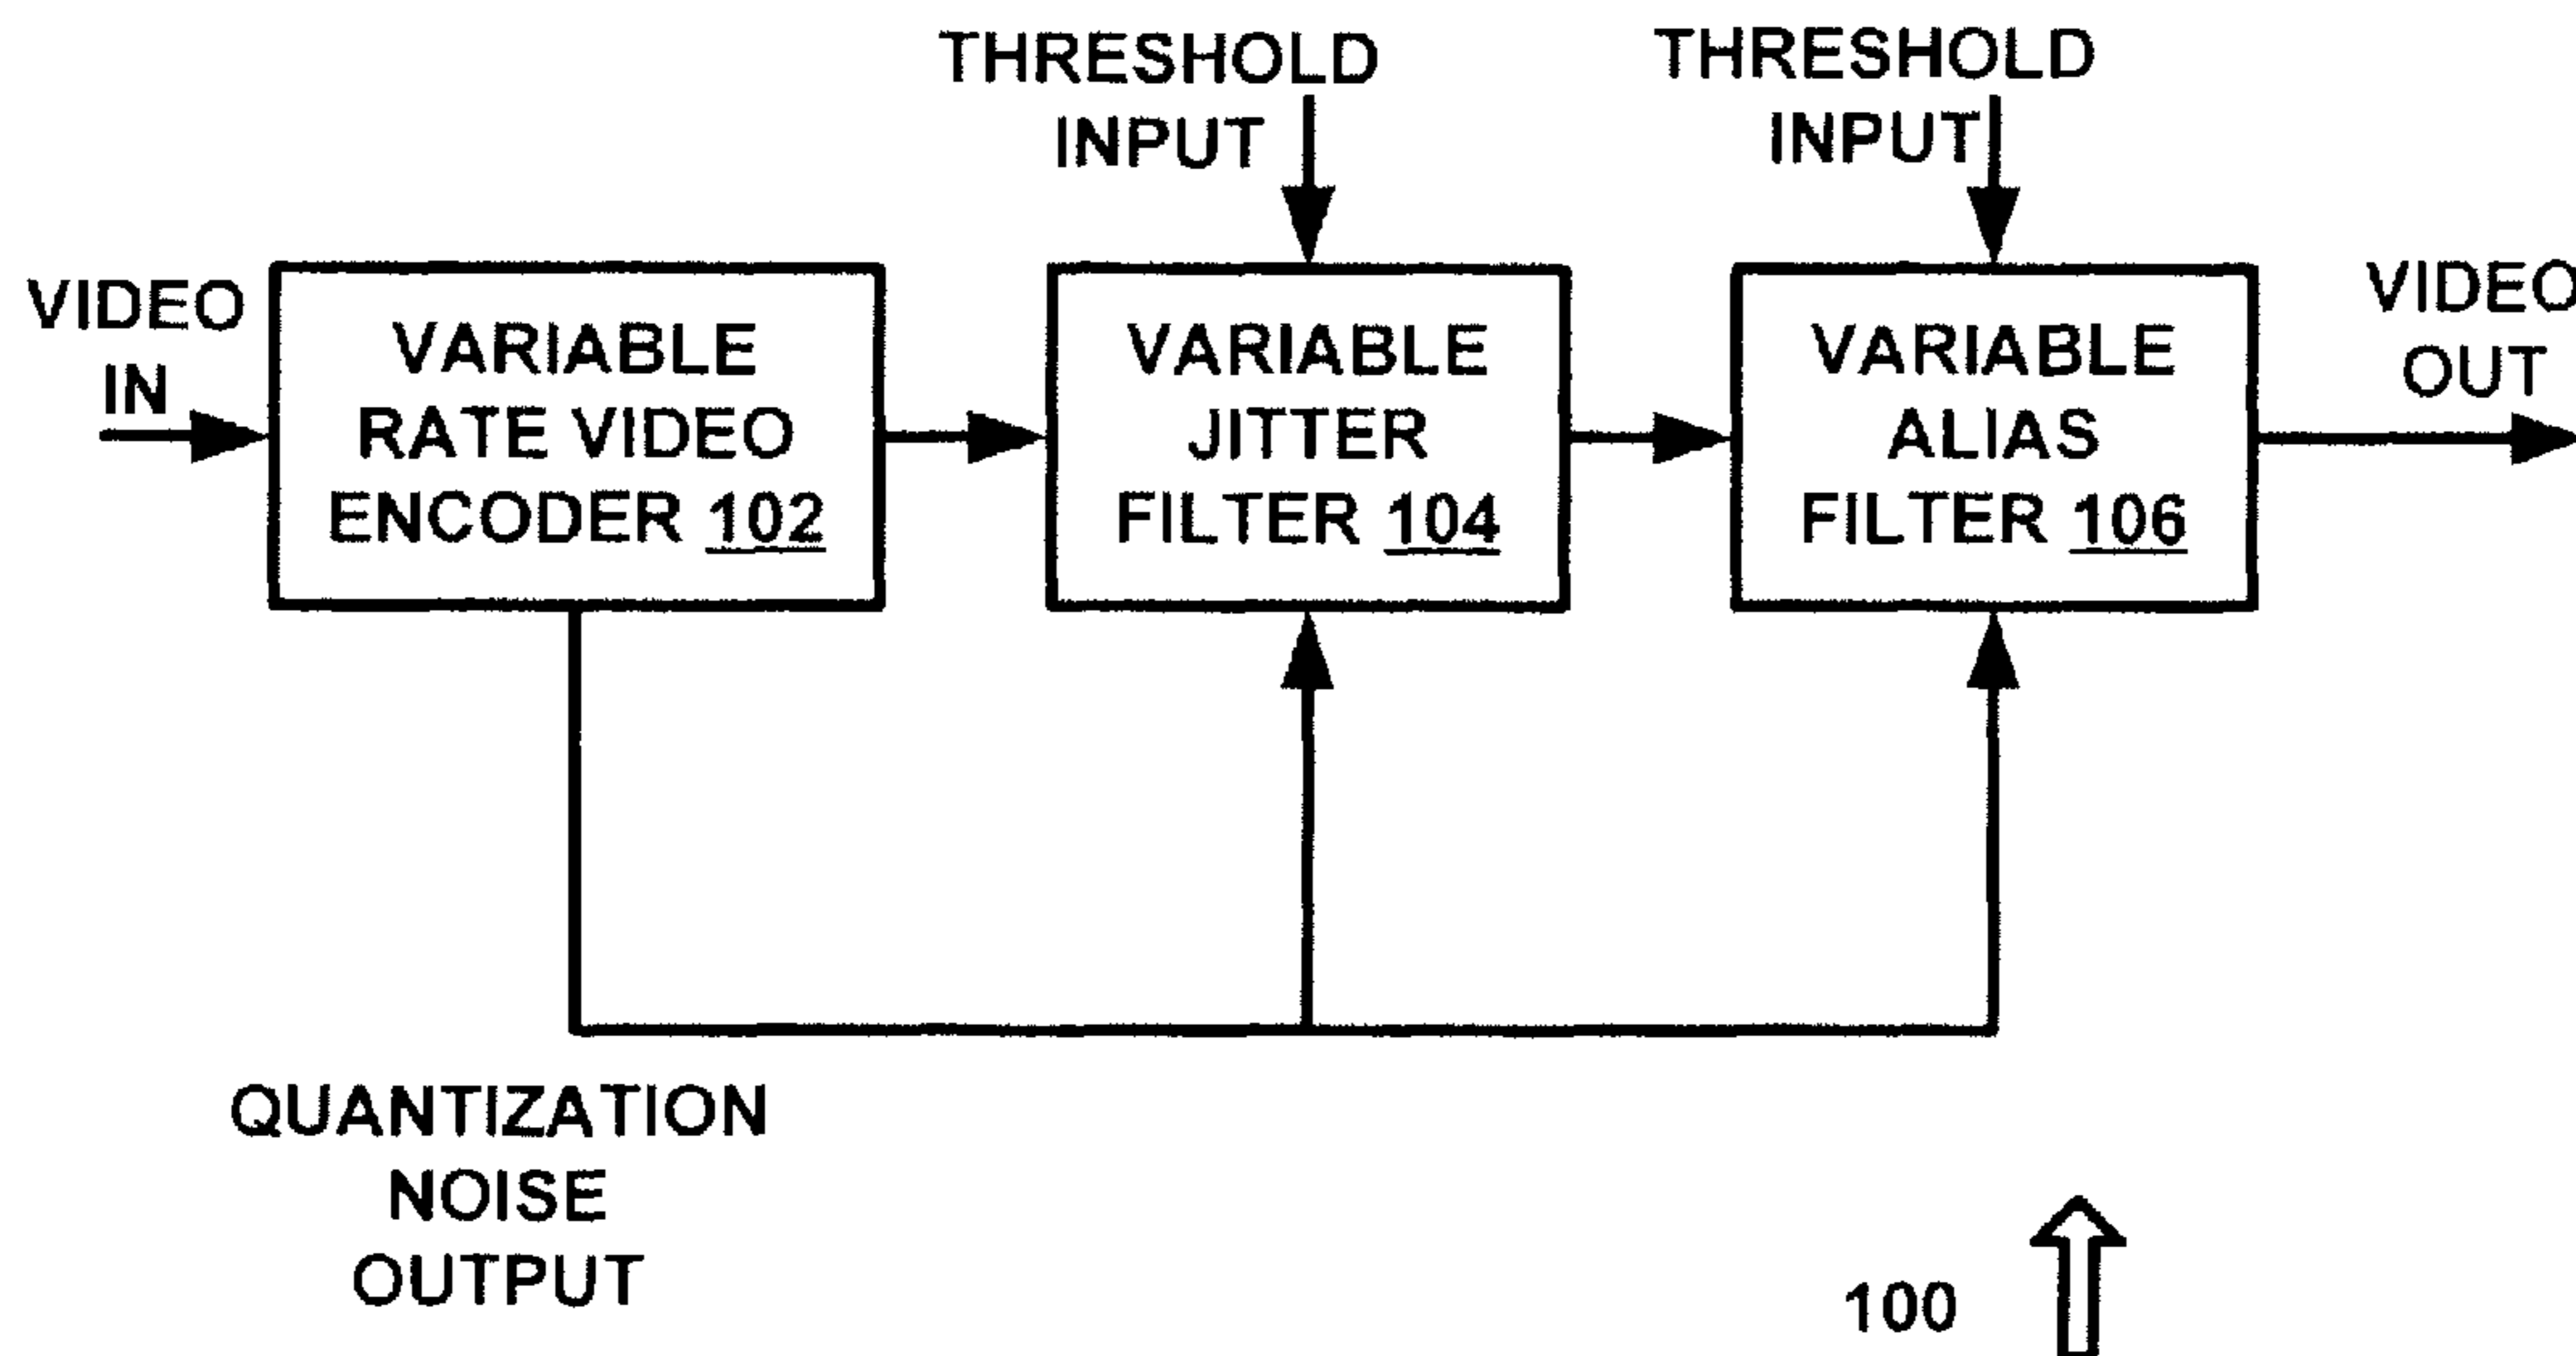 THRESHOLD
INPUT
THRESHOLD
INPUT
VIDEO
IN
VARIABLE
RATE VIDEO
ENCODER 102
VARIABLE
JITTER
FILTER 104
VARIABLE
ALIAS
FILTER 106
VIDEO
OUT
QUANTIZATION
NOISE
OUTPUT
100